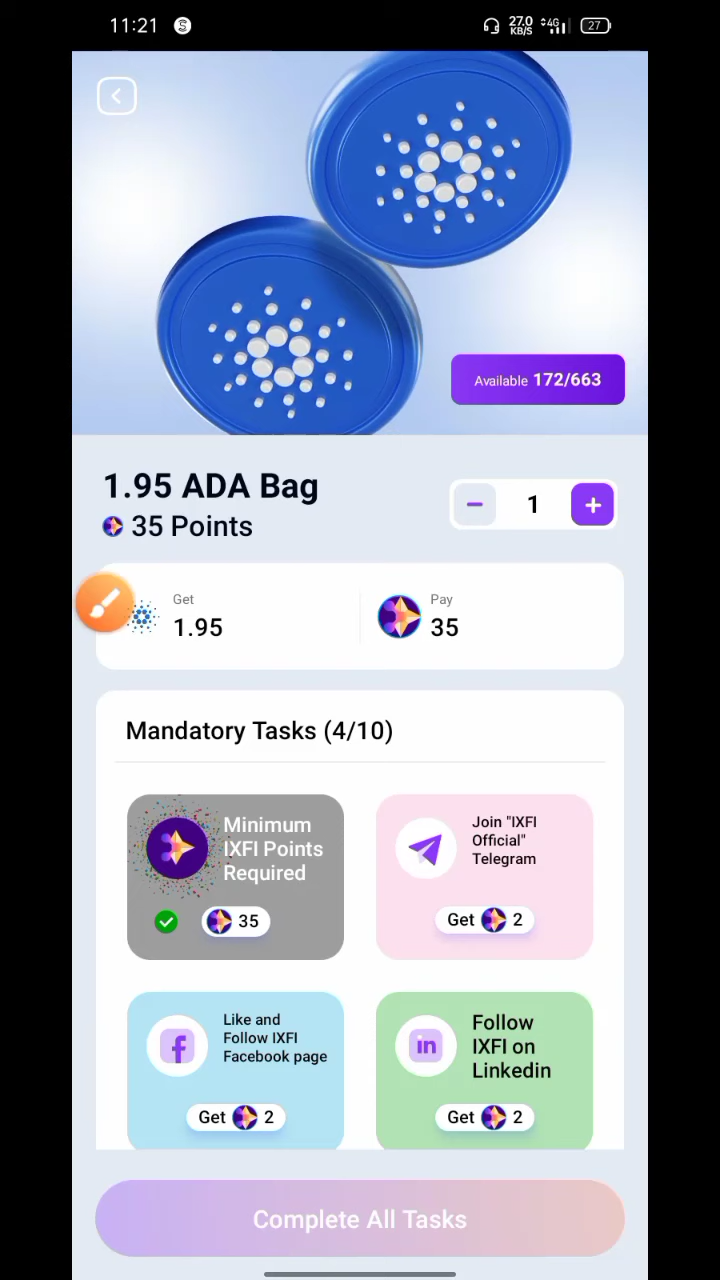 11:21
27.0
KB/S
4G
27
Available 172/663
1.95 ADA Bag
35 Points
1
Get
1.95
Pay
35
Mandatory Tasks (4/10)
Minimum
IXFI Points
Required
35
Join "IXFI
Official"
Telegram
Get 2
Like and
Follow IXFI
Facebook page
Get 2
Follow
IXFI on
Linkedin
Get 2
Complete All Tasks